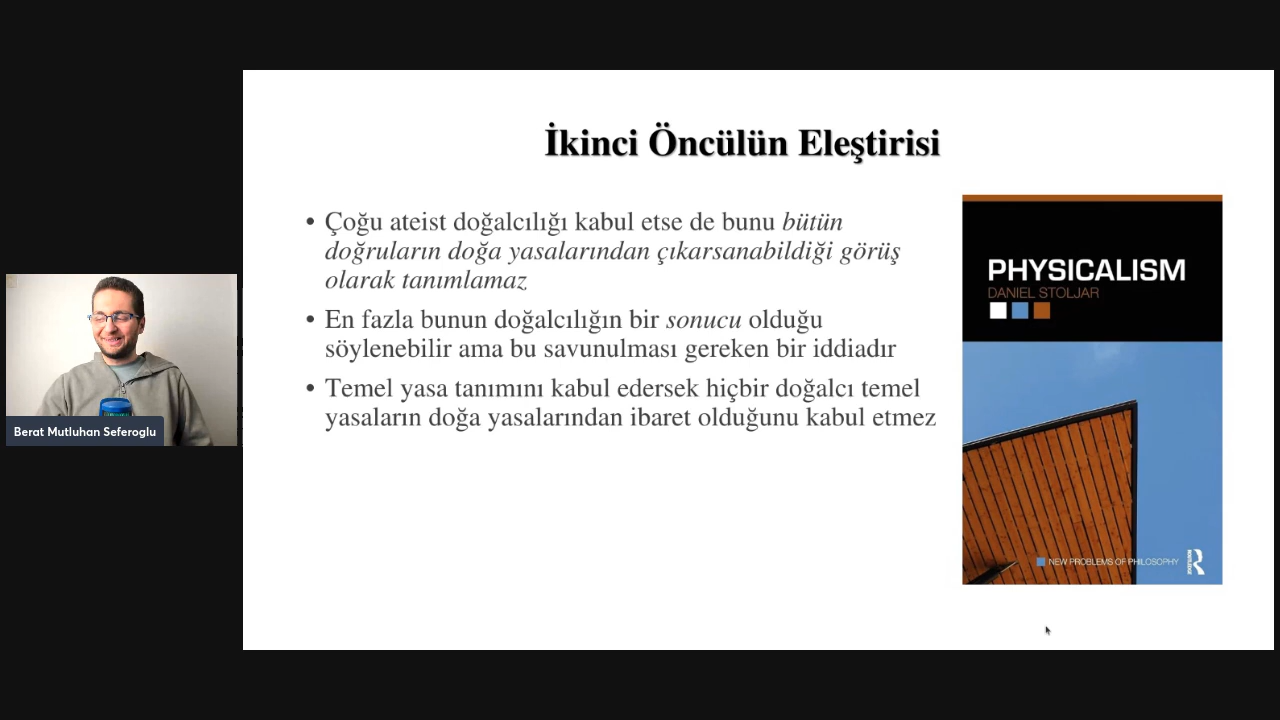 İkinci Öncülün Eleştirisi
• Çoğu ateist doğalcılığı kabul etse de bunu bütün
doğruların doğa yasalarından çıkarsanabildiği görüş
olarak tanımlamaz
• En fazla bunun doğalcılığın bir sonucu olduğu
söylenebilir ama bu savunulması gereken bir iddiadır
• Temel yasa tanımını kabul edersek hiçbir doğalcı temel
yasaların doğa yasalarından ibaret olduğunu kabul etmez
PHYSICALISM
DANIEL STOLJAR
NEW PROBLEMS OF PHILOSOPHY
Berat Mutluhan Seferoglu